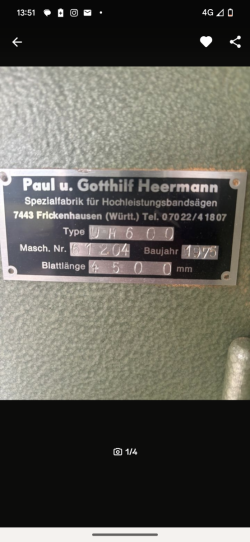 13:51
4G
Paul u. Gotthilf Heermann
Spezialfabrik für Hochleistungsbandsägen
7443 Frickenhausen (Württ.) Tel. 07022/41807
Type 600
Masch. Nr. Baujahr 1975
Blattlänge 4500 mm
1/4